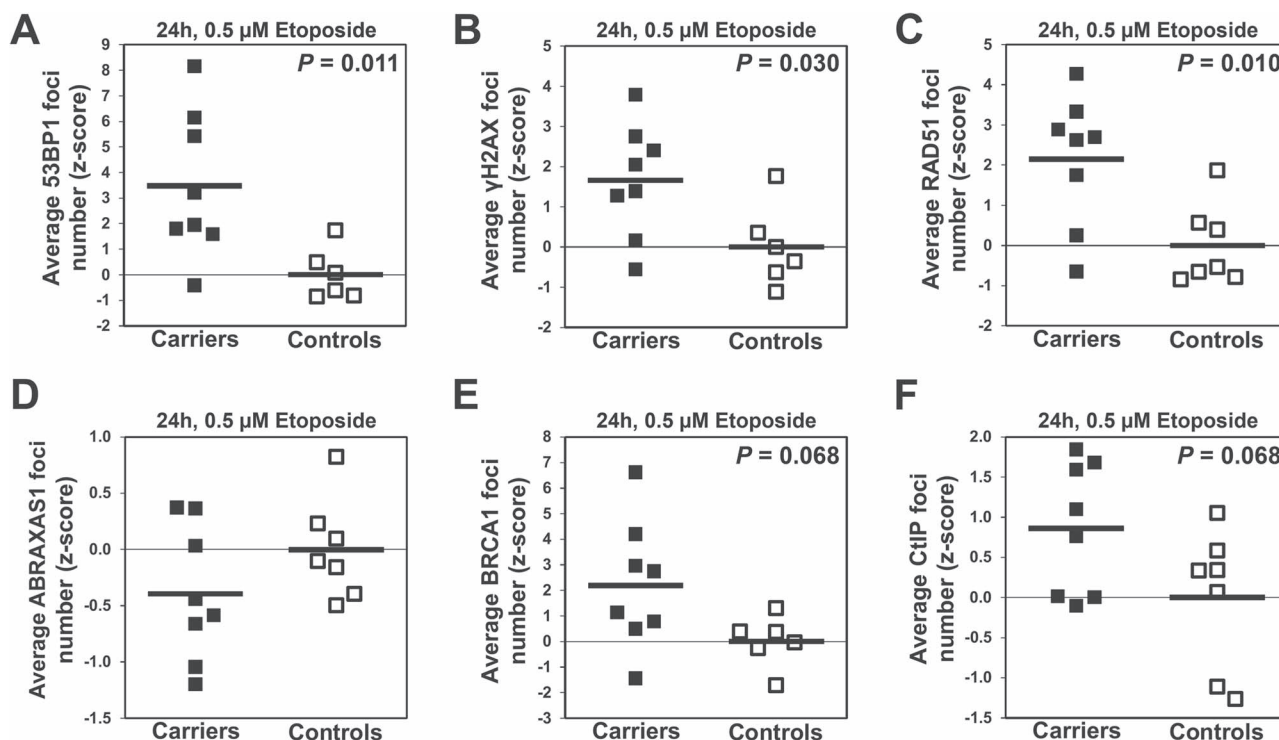 A
24h, 0.5 µM Etoposide
P = 0.011
Average 53BP1 foci
number (z-score)
9
8
7
6
5
4
3
2
1
0
-1
-2
Carriers
Controls
B
24h, 0.5 µM Etoposide
P = 0.030
Average γH2AX foci
number (z-score)
5
4
3
2
1
0
-1
-2
Carriers
Controls
C
24h, 0.5 µM Etoposide
P = 0.010
Average RAD51 foci
number (z-score)
5
4
3
2
1
0
-1
-2
Carriers
Controls
D
24h, 0.5 µM Etoposide
Average ABRAXAS1 foci
number (z-score)
1.0
0.5
0.0
-0.5
-1.0
-1.5
Carriers
Controls
E
24h, 0.5 µM Etoposide
P = 0.068
Average BRCA1 foci
number (z-score)
8
7
6
5
4
3
2
1
0
-1
-2
-3
Carriers
Controls
F
24h, 0.5 µM Etoposide
P = 0.068
Average CtIP foci
number (z-score)
2.0
1.5
1.0
0.5
0.0
-0.5
-1.0
-1.5
Carriers
Controls